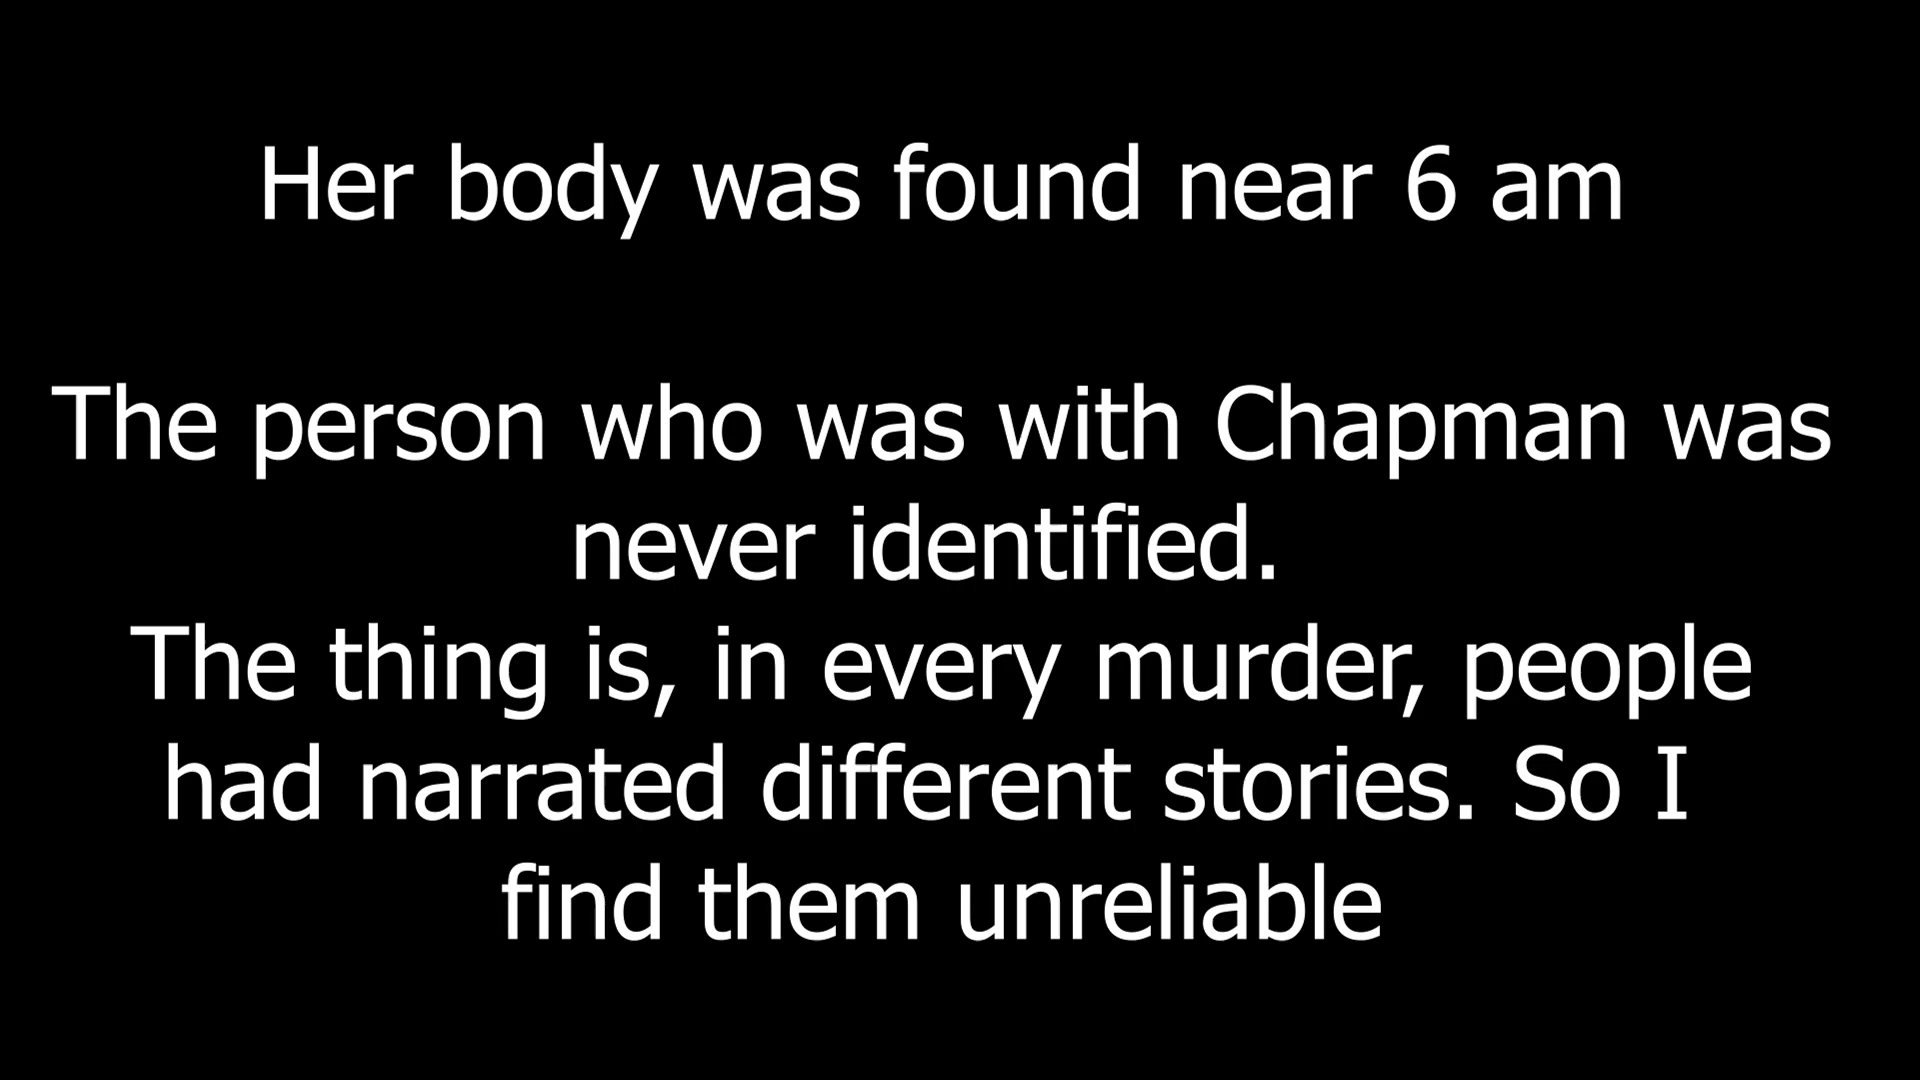 Her body was found near 6 am
The person who was with Chapman was
never identified.
The thing is, in every murder, people
had narrated different stories. So I
find them unreliable